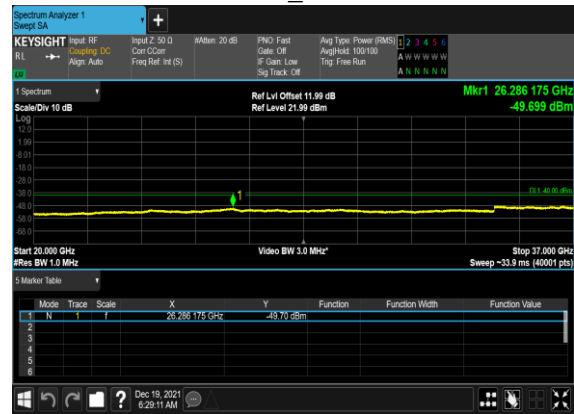 Spectrum Analyzer 1
Swept SA
KEYSIGHT Input: RF Input Z: 50 Ω #Atten: 20 dB PNO: Fast Avg Type: Power (RMS) 1 2 3 4 5 6
RL Coupling: DC Corr CCorr Gate: Off Avg|Hold: 100/100 A W W W W W
Align: Auto Freq Ref: Int (S) IF Gain: Low Trig: Free Run
Sig Track: Off A N N N N N
1 Spectrum Ref Lvl Offset 11.99 dB Mkr1 26.286 175 GHz
Scale/Div 10 dB Ref Level 21.99 dBm -49.699 dBm
Log
12.0
1.99
-8.01
-18.0
-28.0
-38.0 1 DL1 -40.00 dBm
-48.0
-58.0
-68.0
Start 20.000 GHz Video BW 3.0 MHz* Stop 37.000 GHz
#Res BW 1.0 MHz Sweep ~33.9 ms (40001 pts)
5 Marker Table
Mode Trace Scale X Y Function Function Width Function Value
1 N 1 f 26.286 175 GHz -49.70 dBm
2
3
4
5
6
? Dec 19, 2021
6:29:11 AM